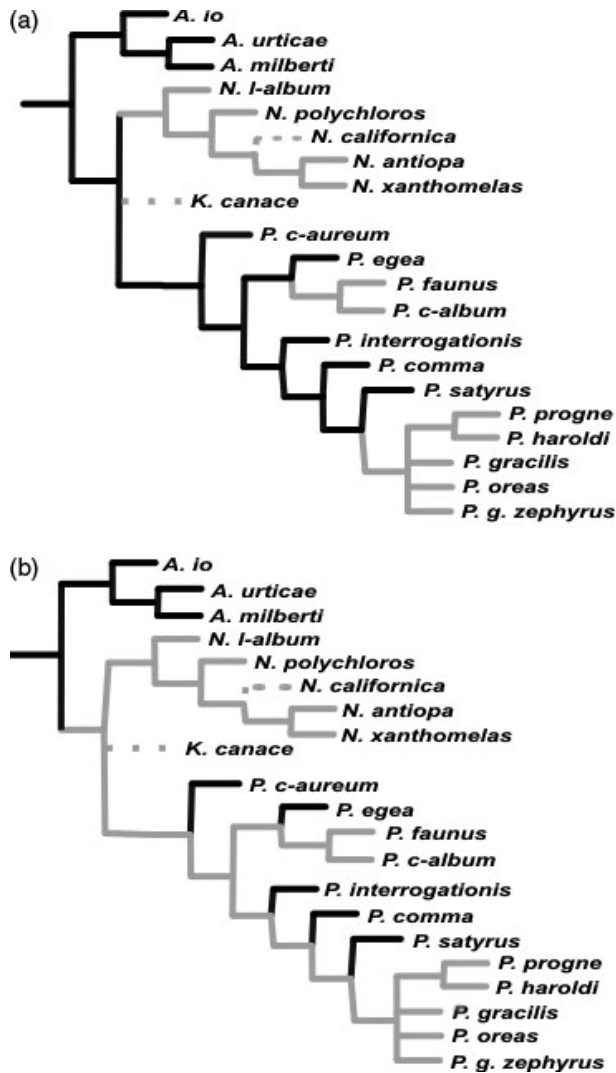 (a)
A. io
A. urticae
A. milberti
N. l-album
N. polychloros
N. californica
N. antiopa
N. xanthomelas
K. canace
P. c-aureum
P. egea
P. faunus
P. c-album
P. interrogationis
P. comma
P. satyrus
P. progne
P. haroldi
P. gracilis
P. oreas
P. g. zephyrus
(b)
A. io
A. urticae
A. milberti
N. l-album
N. polychloros
N. californica
N. antiopa
N. xanthomelas
K. canace
P. c-aureum
P. egea
P. faunus
P. c-album
P. interrogationis
P. comma
P. satyrus
P. progne
P. haroldi
P. gracilis
P. oreas
P. g. zephyrus